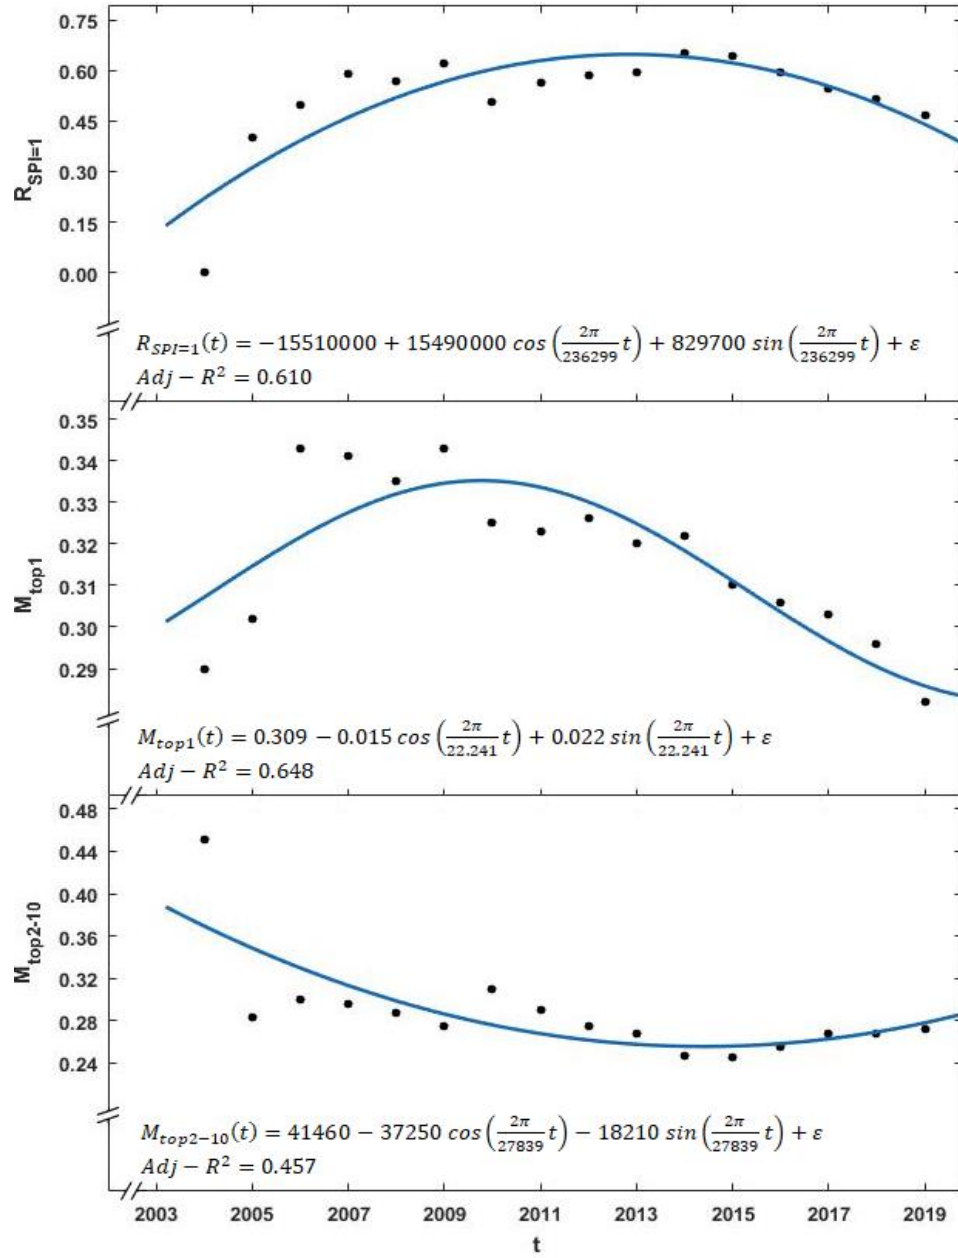 0.75
0.60
0.45
0.30
0.15
0.00
R_SPI=1
R_SPI=1(t) = −15510000 + 15490000 cos(2π/236299 t) + 829700 sin(2π/236299 t) + ε
Adj − R² = 0.610
0.35
0.34
0.33
0.32
0.31
0.30
0.29
M_top1
M_top1(t) = 0.309 − 0.015 cos(2π/22.241 t) + 0.022 sin(2π/22.241 t) + ε
Adj − R² = 0.648
0.48
0.44
0.40
0.36
0.32
0.28
0.24
M_top2-10
M_top2−10(t) = 41460 − 37250 cos(2π/27839 t) − 18210 sin(2π/27839 t) + ε
Adj − R² = 0.457
2003 2005 2007 2009 2011 2013 2015 2017 2019
t